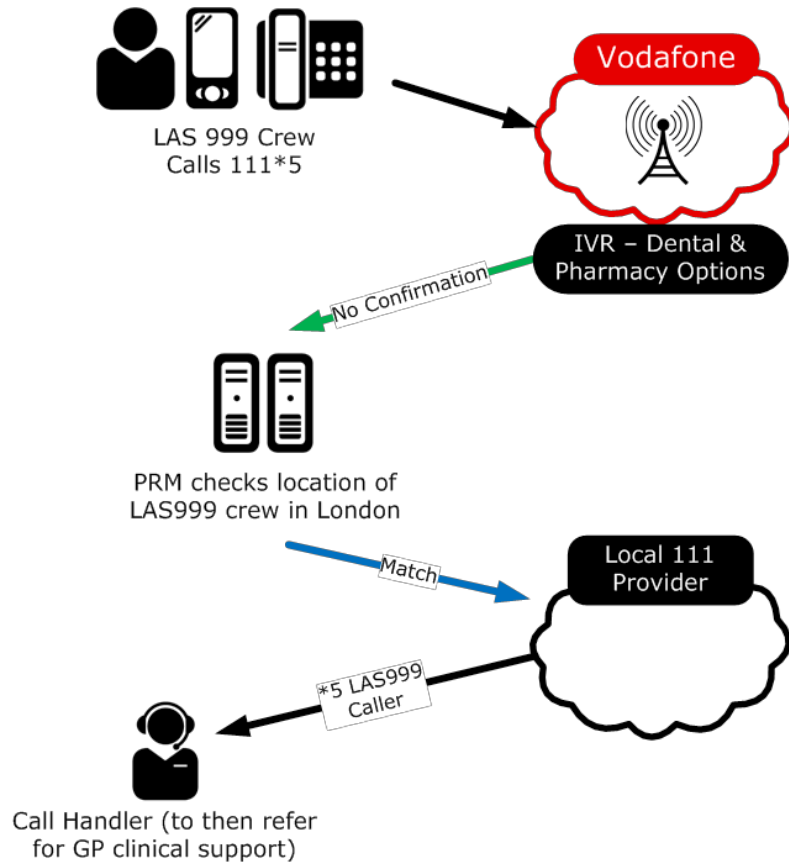 Vodafone
LAS 999 Crew
Calls 111*5
IVR – Dental &
Pharmacy Options
No Confirmation
PRM checks location of
LAS999 crew in London
Match
Local 111
Provider
*5 LAS999
Caller
Call Handler (to then refer
for GP clinical support)